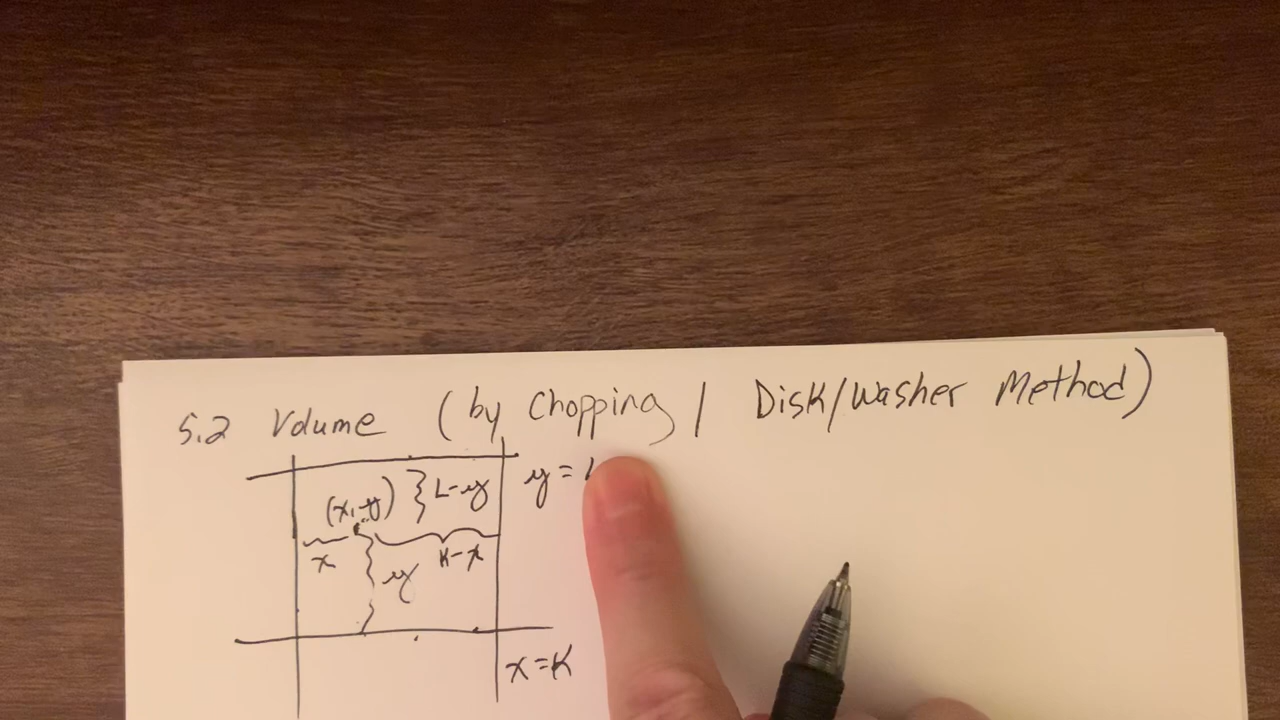 5.2 Volume (by Chopping / Disk/Washer Method)
y =
(x,y) } L-y
x K-x
y
x=K